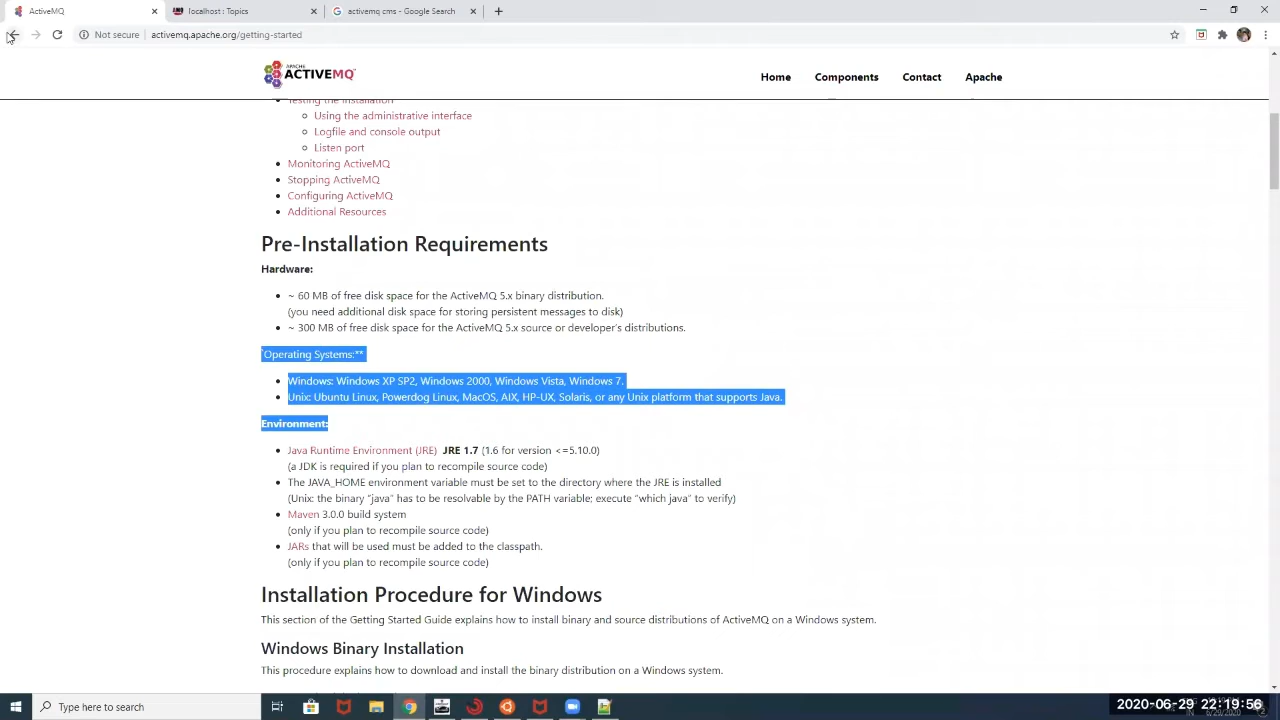 ActiveMQ
localhost : Topics
activemq cms - Google Search
Not secure
activemq.apache.org/getting-started
APACHE
ACTIVEMQ™
Home
Components
Contact
Apache
Testing the Installation
Using the administrative interface
Logfile and console output
Listen port
Monitoring ActiveMQ
Stopping ActiveMQ
Configuring ActiveMQ
Additional Resources
Pre-Installation Requirements
Hardware:
~ 60 MB of free disk space for the ActiveMQ 5.x binary distribution.
(you need additional disk space for storing persistent messages to disk)
~ 300 MB of free disk space for the ActiveMQ 5.x source or developer’s distributions.
`Operating Systems:**
Windows: Windows XP SP2, Windows 2000, Windows Vista, Windows 7.
Unix: Ubuntu Linux, Powerdog Linux, MacOS, AIX, HP-UX, Solaris, or any Unix platform that supports Java.
Environment:
Java Runtime Environment (JRE) JRE 1.7 (1.6 for version <=5.10.0)
(a JDK is required if you plan to recompile source code)
The JAVA_HOME environment variable must be set to the directory where the JRE is installed
(Unix: the binary “java” has to be resolvable by the PATH variable; execute “which java” to verify)
Maven 3.0.0 build system
(only if you plan to recompile source code)
JARs that will be used must be added to the classpath.
(only if you plan to recompile source code)
Installation Procedure for Windows
This section of the Getting Started Guide explains how to install binary and source distributions of ActiveMQ on a Windows system.
Windows Binary Installation
This procedure explains how to download and install the binary distribution on a Windows system.
Type here to search
2020-06-29 22:19:56
IN 6/29/2020